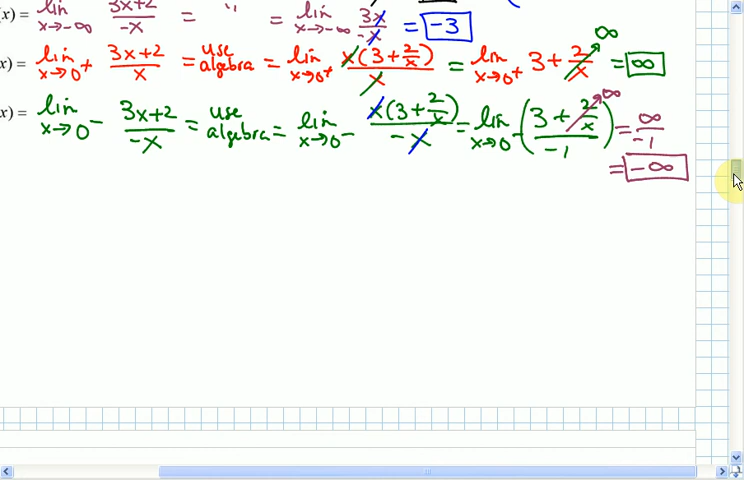 (x) = lim x→-∞ 3x+2/-x = " = lim x→-∞ 3x/-x = -3
x) = lim x→0+ 3x+2/x = use algebra = lim x→0+ x(3+2/x)/x = lim x→0+ 3+2/x ∞ = ∞
x) = lim x→0- 3x+2/-x = use algebra = lim x→0- x(3+2/x)/-x = lim x→0- (3+2/x/-1) ∞ = ∞/-1
= -∞